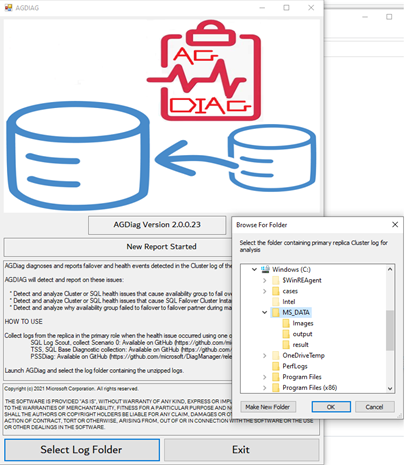 AGDIAG
AG
DIAG
AGDiag Version 2.0.0.23
New Report Started
AGDiag diagnoses and reports failover and health events detected in the Cluster log of the
AGDIAG will detect and report on these issues:
* Detect and analyze Cluster or SQL health issues that cause availability group to fail ov
* Detect and analyze Cluster or SQL health issues that cause SQL Failover Cluster Insta
* Detect and analyze why availability group failed to failover to failover partner during ma
HOW TO USE
Collect logs from the replica in the primary role when the health issue occurred using one o
SQL Log Scout, collect Scenario 0: Available on GitHub (https://github.com/mi
TSS, SQL Base Diagnostic collection: Available on GitHub (https://github.com/
PSSDiag: Available on GitHub (https://github.com/microsoft/DiagManager/rele
Launch AGDiag and select the log folder containing the unzipped logs.
Copyright (c) 2021 Microsoft Corporation. All rights reserved.
THE SOFTWARE IS PROVIDED "AS IS", WITHOUT WARRANTY OF ANY KIND, EXPRESS OR IMPL
TO THE WARRANTIES OF MERCHANTABILITY, FITNESS FOR A PARTICULAR PURPOSE AND N
SHALL THE AUTHORS OR COPYRIGHT HOLDERS BE LIABLE FOR ANY CLAIM, DAMAGES OR OT
ACTION OF CONTRACT, TORT OR OTHERWISE, ARISING FROM, OUT OF OR IN CONNECTION WITH THE SOFTWARE OR THE USE
OR OTHER DEALINGS IN THE SOFTWARE.
Select Log Folder
Exit
Browse For Folder
Select the folder containing primary replica Cluster log for
analysis
Windows (C:)
$WinREAgent
cases
Intel
MS_DATA
Images
output
result
OneDriveTemp
PerfLogs
Program Files
Program Files (x86)
Make New Folder
OK
Cancel